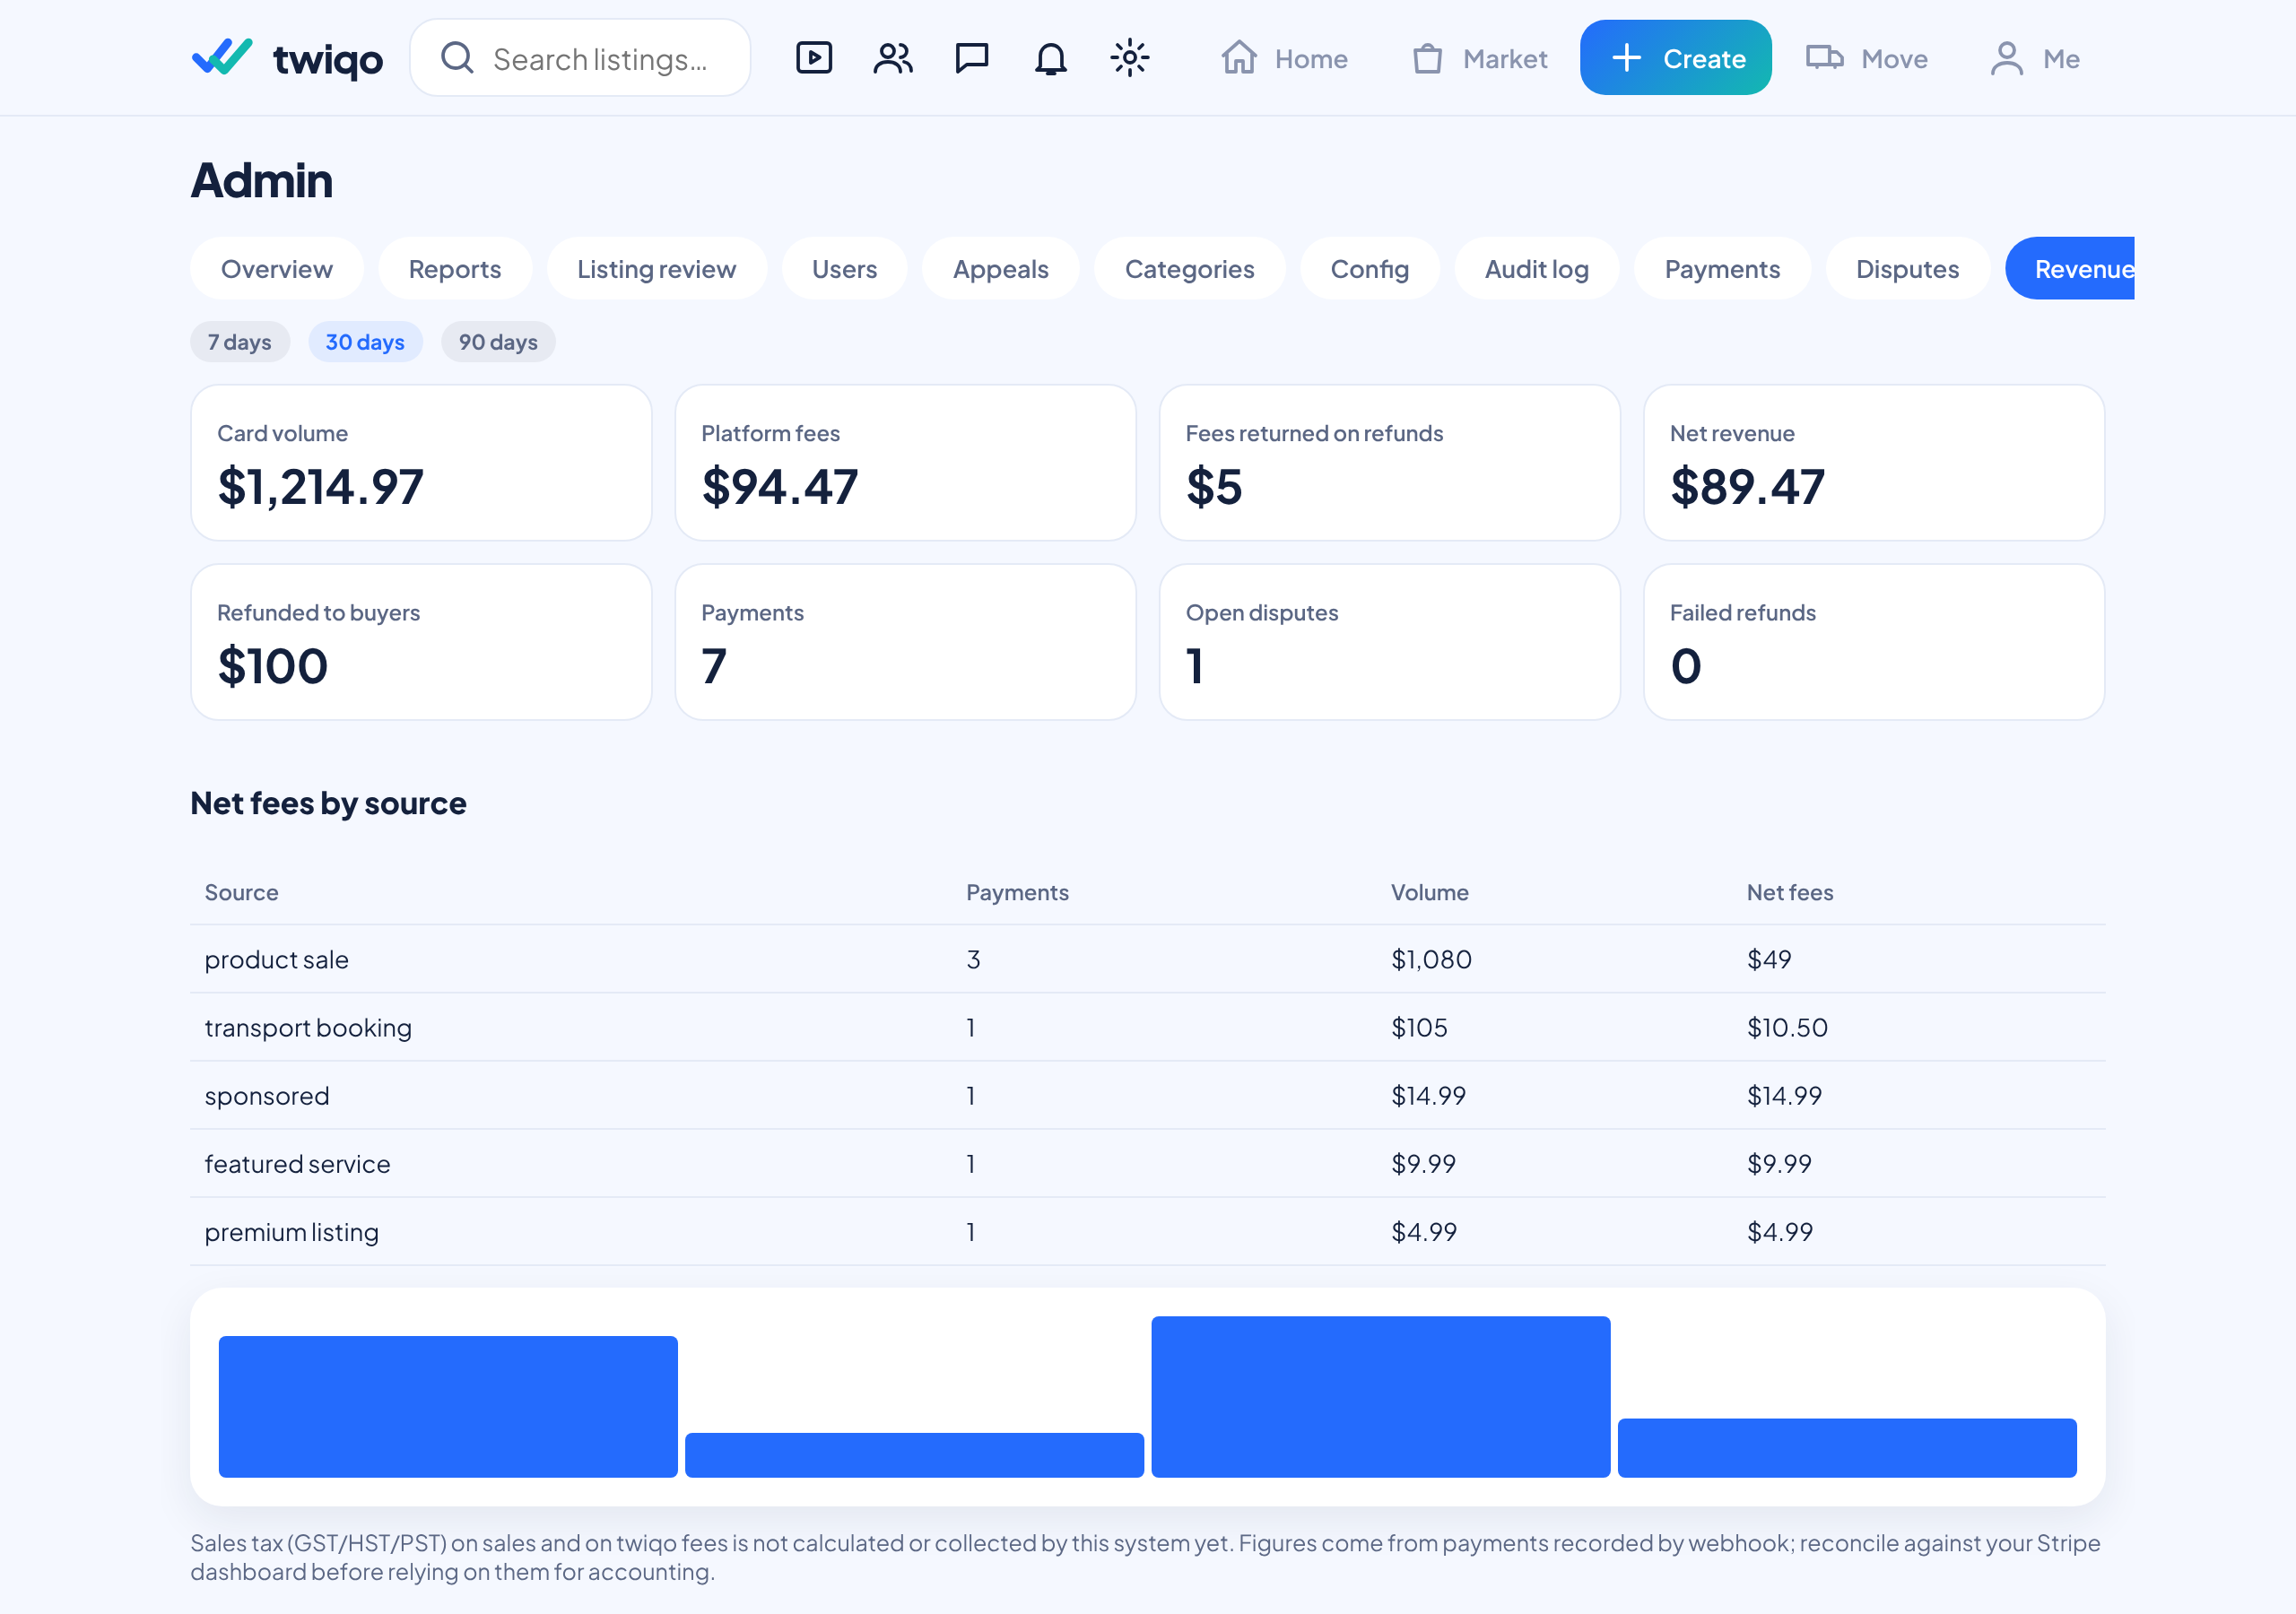 twiqo Search listings... Home Market Create Move Me
Admin
Overview Reports Listing review Users Appeals Categories Config Audit log Payments Disputes Revenue
7 days 30 days 90 days
Card volume Platform fees Fees returned on refunds Net revenue
$1,214.97 $94.47 $5 $89.47
Refunded to buyers Payments Open disputes Failed refunds
$100 7 1 0
Net fees by source
Source Payments Volume Net fees
product sale 3 $1,080 $49
transport booking 1 $105 $10.50
sponsored 1 $14.99 $14.99
featured service 1 $9.99 $9.99
premium listing 1 $4.99 $4.99
Sales tax (GST/HST/PST) on sales and on twiqo fees is not calculated or collected by this system yet. Figures come from payments recorded by webhook; reconcile against your Stripe
dashboard before relying on them for accounting.